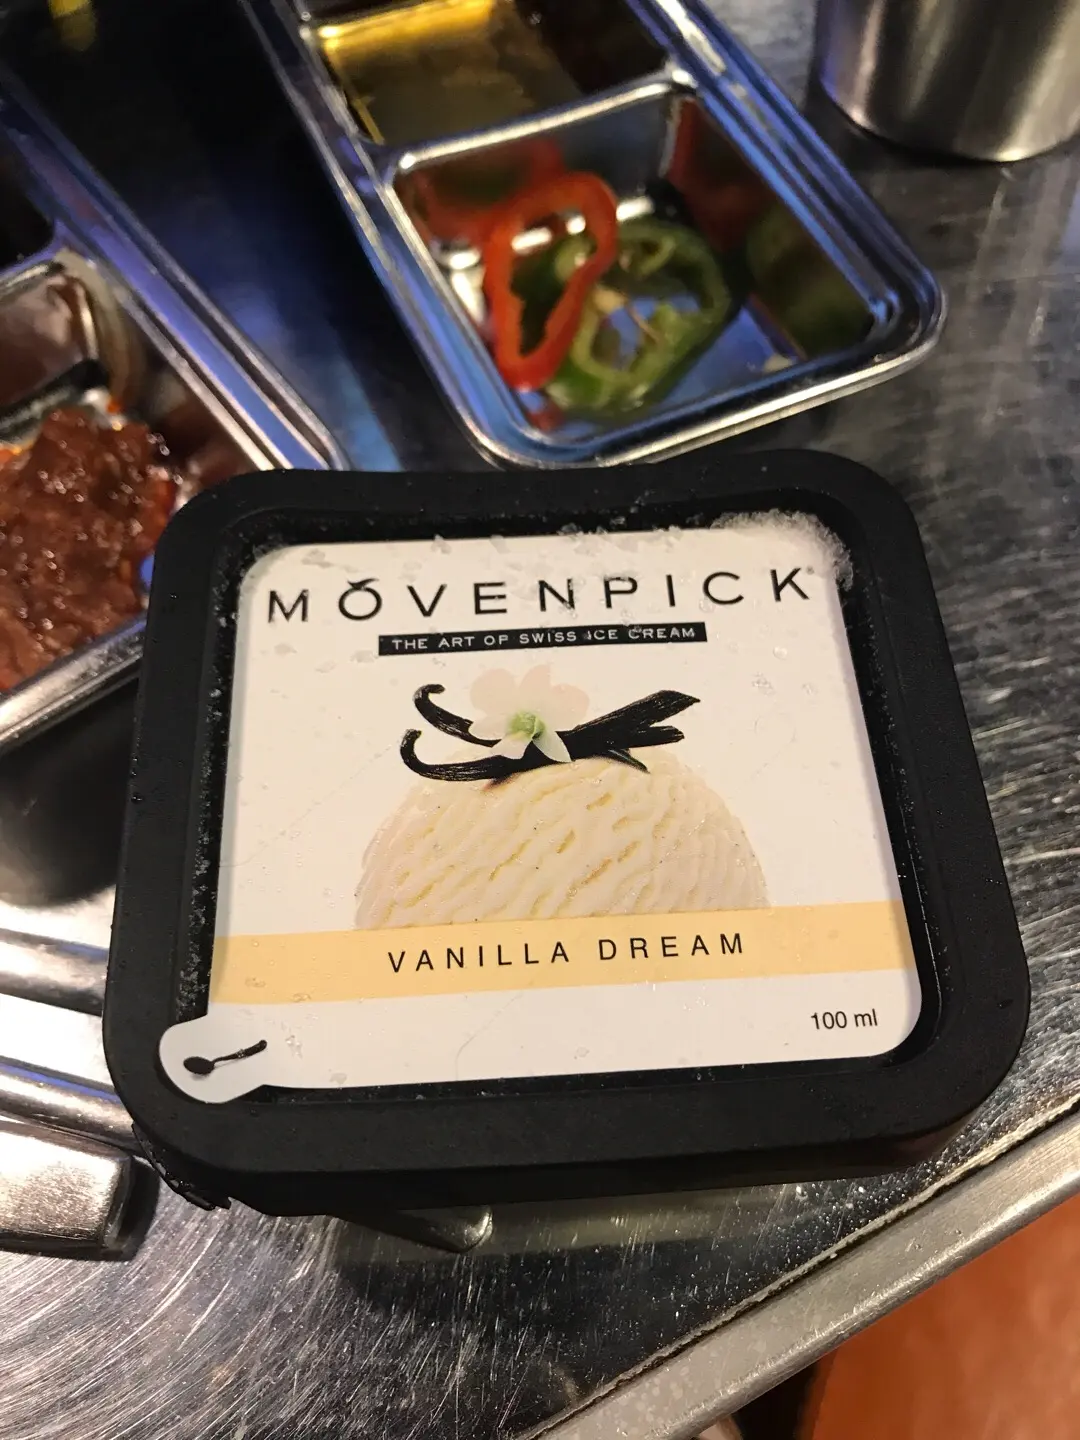 MÖVENPICK®
THE ART OF SWISS ICE CREAM
VANILLA DREAM
100 ml